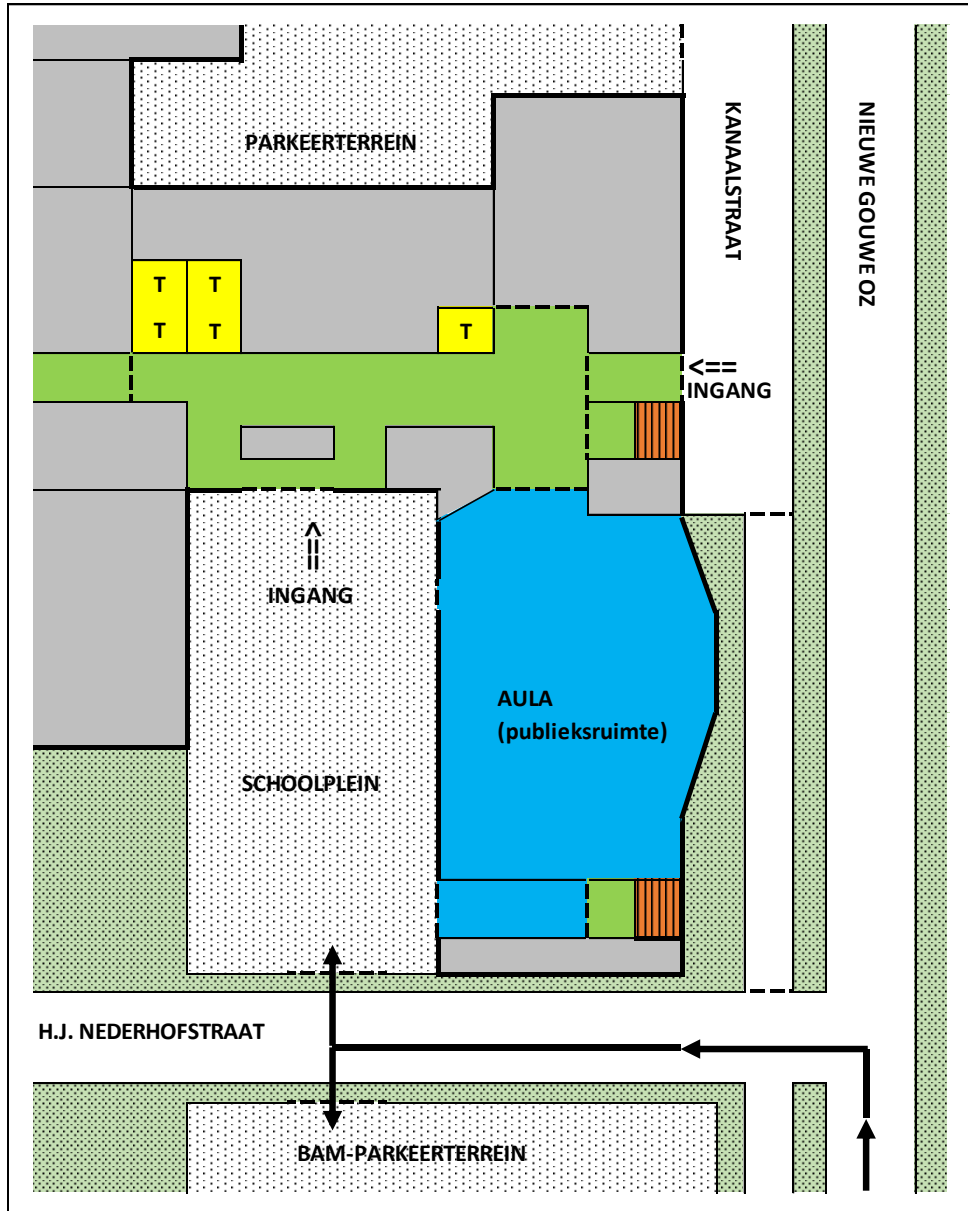 PARKEERTERREIN
KANAALSTRAAT
NIEUWE GOUWE OZ
T T
T T
T
<==
INGANG
<==
INGANG
AULA
(publieksruimte)
SCHOOLPLEIN
H.J. NEDERHOFSTRAAT
BAM-PARKEERTERREIN